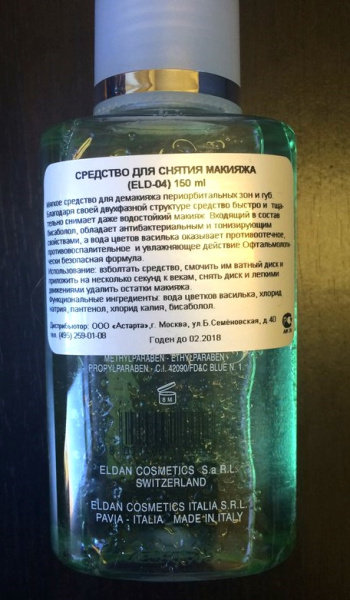 СРЕДСТВО ДЛЯ СНЯТИЯ МАКИЯЖА
(ELD-04) 150 ml
мягкое средство для демакияжа периорбитальных зон и губ
благодаря своей двухфазной структуре средство быстро и тща-
тельно снимает даже водостойкий макияж. Входящий в состав
бисаболол, обладает антибактериальным и тонизирующим
свойствами, а вода цветов василька оказывает противоотечное,
противовоспалительное и увлажняющее действие. Офтальмологи-
чески безопасная формула.
Использование: взболтать средство, смочить им ватный диск и
приложить на несколько секунд к векам, снять диск и легкими
движениями удалить остатки макияжа.
Функциональные ингредиенты: вода цветков василька, хлорид
натрия, пантенол, хлорид калия, бисаболол.
Дистрибьютор: ООО «Астарта», г. Москва, ул.Б.Семёновская, д.40
тел. (495) 259-01-08
Годен до 02.2018
METHYLPARABEN - ETHYLPARABEN -
PROPYLPARABEN - C.I. 42090/FD&C BLUE N. 1.
ELDAN COSMETICS S.a R.L.
SWITZERLAND
ELDAN COSMETICS ITALIA S.R.L.
PAVIA - ITALIA MADE IN ITALY